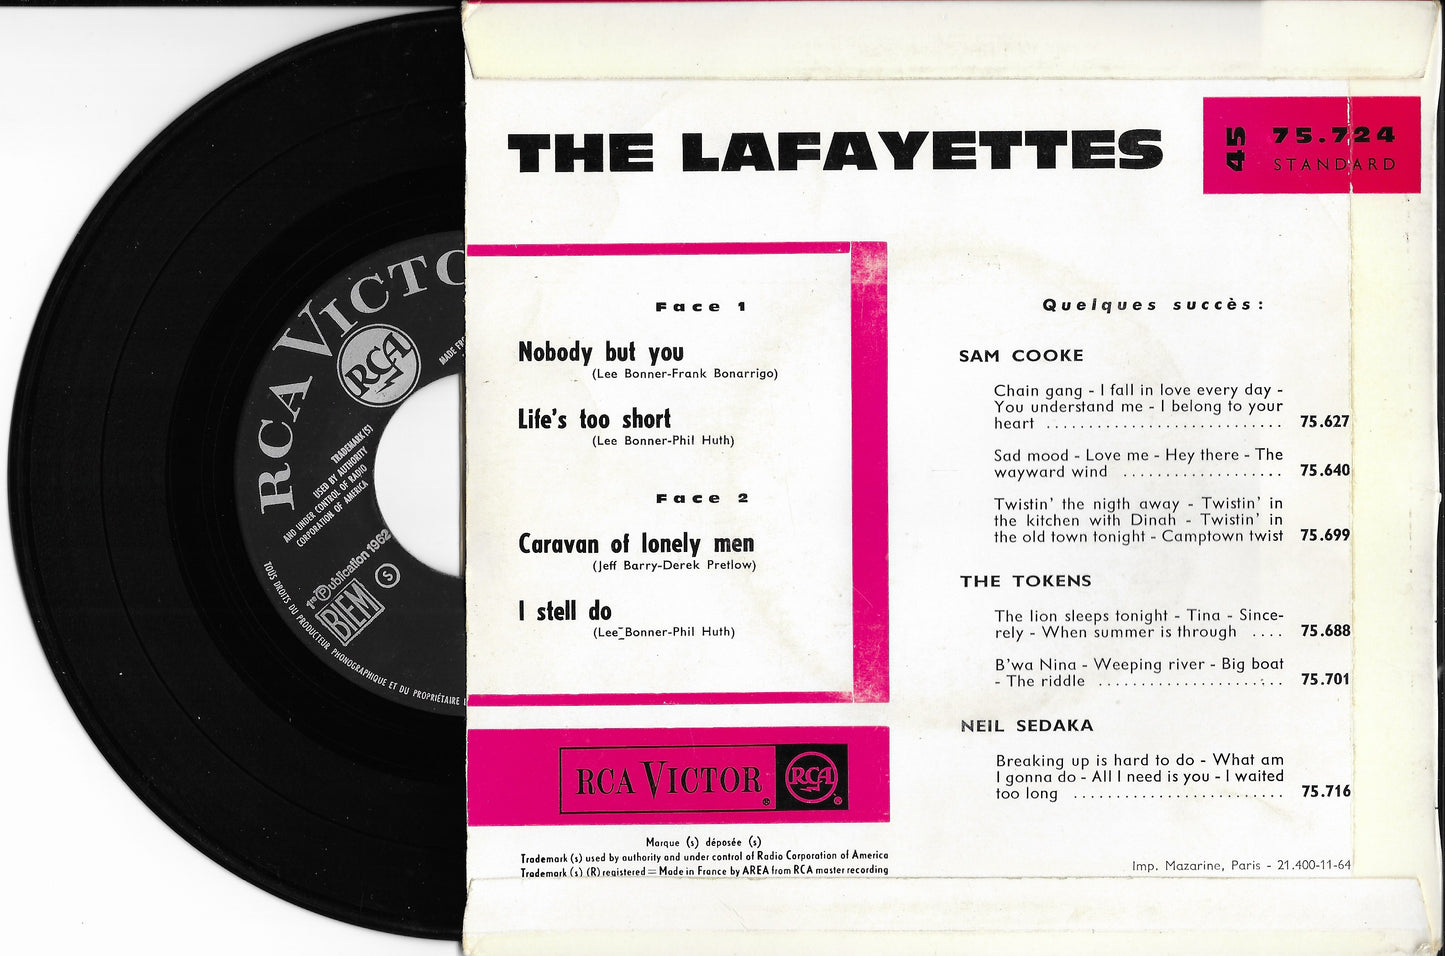 RCA VICTO
RCA
MADE FR
TRADEMARK(S)
USED BY AUTHORITY
AND UNDER CONTROL OF RADIO
CORPORATION OF AMERICA
1re Publication 1962
BIEM
S
TOUS DROITS DU PRODUCTEUR PHONOGRAPHIQUE ET DU PROPRIÉTAIRE
THE LAFAYETTES
45
75.724
STANDARD
Face 1
Nobody but you
(Lee Bonner-Frank Bonarrigo)
Life's too short
(Lee Bonner-Phil Huth)
Face 2
Caravan of lonely men
(Jeff Barry-Derek Pretlow)
I stell do
(Lee Bonner-Phil Huth)
RCA VICTOR ®
RCA ®
Marque (s) déposée (s)
Trademark (s) used by authority and under control of Radio Corporation of America
Trademark (s) (R) registered = Made in France by AREA from RCA master recording
Quelques succès :
SAM COOKE
Chain gang - I fall in love every day -
You understand me - I belong to your
heart ........................... 75.627
Sad mood - Love me - Hey there - The
wayward wind .................. 75.640
Twistin' the nigth away - Twistin' in
the kitchen with Dinah - Twistin' in
the old town tonight - Camptown twist 75.699
THE TOKENS
The lion sleeps tonight - Tina - Since-
rely - When summer is through .... 75.688
B'wa Nina - Weeping river - Big boat
- The riddle ..................... 75.701
NEIL SEDAKA
Breaking up is hard to do - What am
I gonna do - All I need is you - I waited
too long ........................ 75.716
Imp. Mazarine, Paris - 21.400-11-64